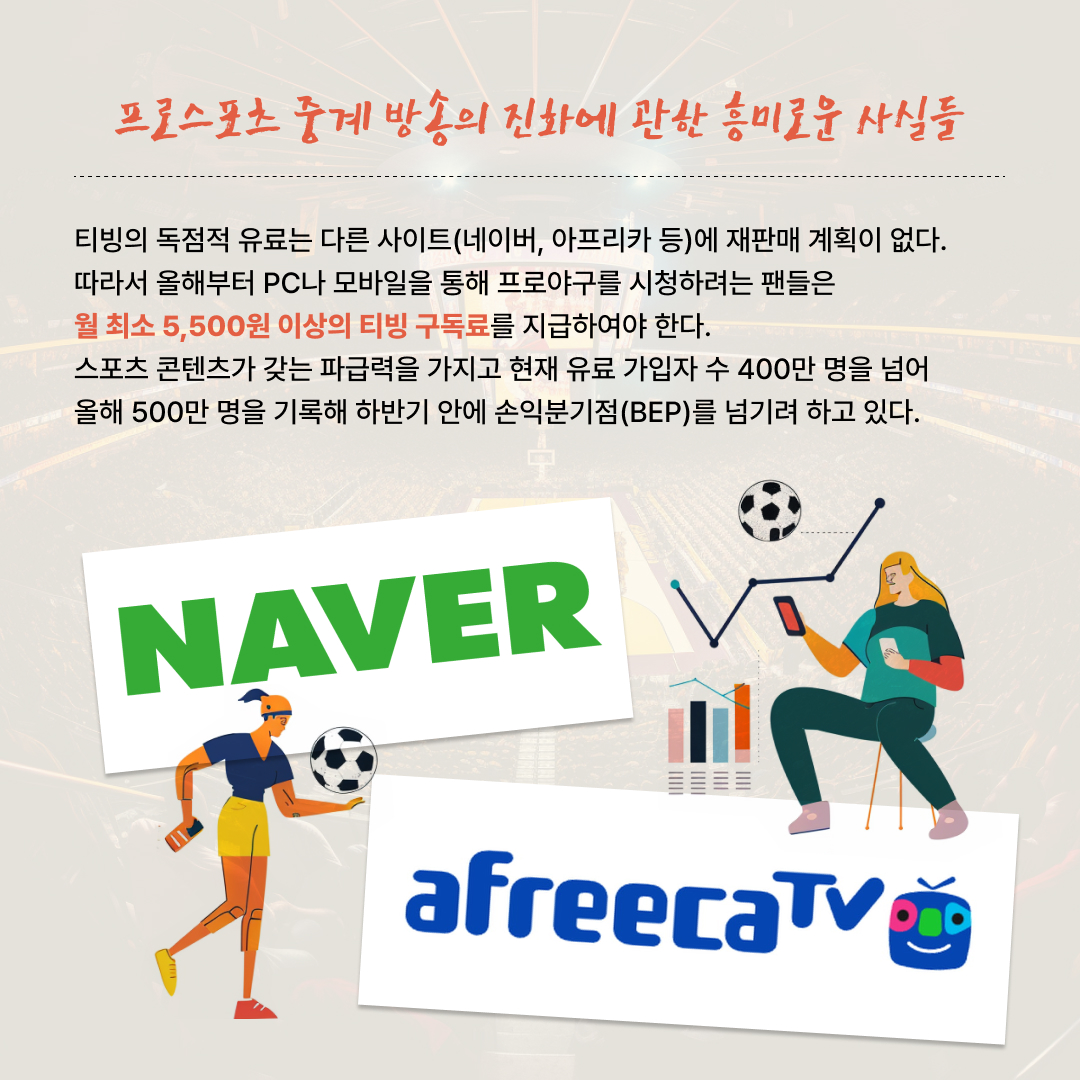 프로스포츠 중계 방송의 진화에 관한 흥미로운 사실들
티빙의 독점적 유료는 다른 사이트(네이버, 아프리카 등)에 재판매 계획이 없다.
따라서 올해부터 PC나 모바일을 통해 프로야구를 시청하려는 팬들은
월 최소 5,500원 이상의 티빙 구독료를 지급하여야 한다.
스포츠 콘텐츠가 갖는 파급력을 가지고 현재 유료 가입자 수 400만 명을 넘어
올해 500만 명을 기록해 하반기 안에 손익분기점(BEP)를 넘기려 하고 있다.
NAVER
afreecaTV